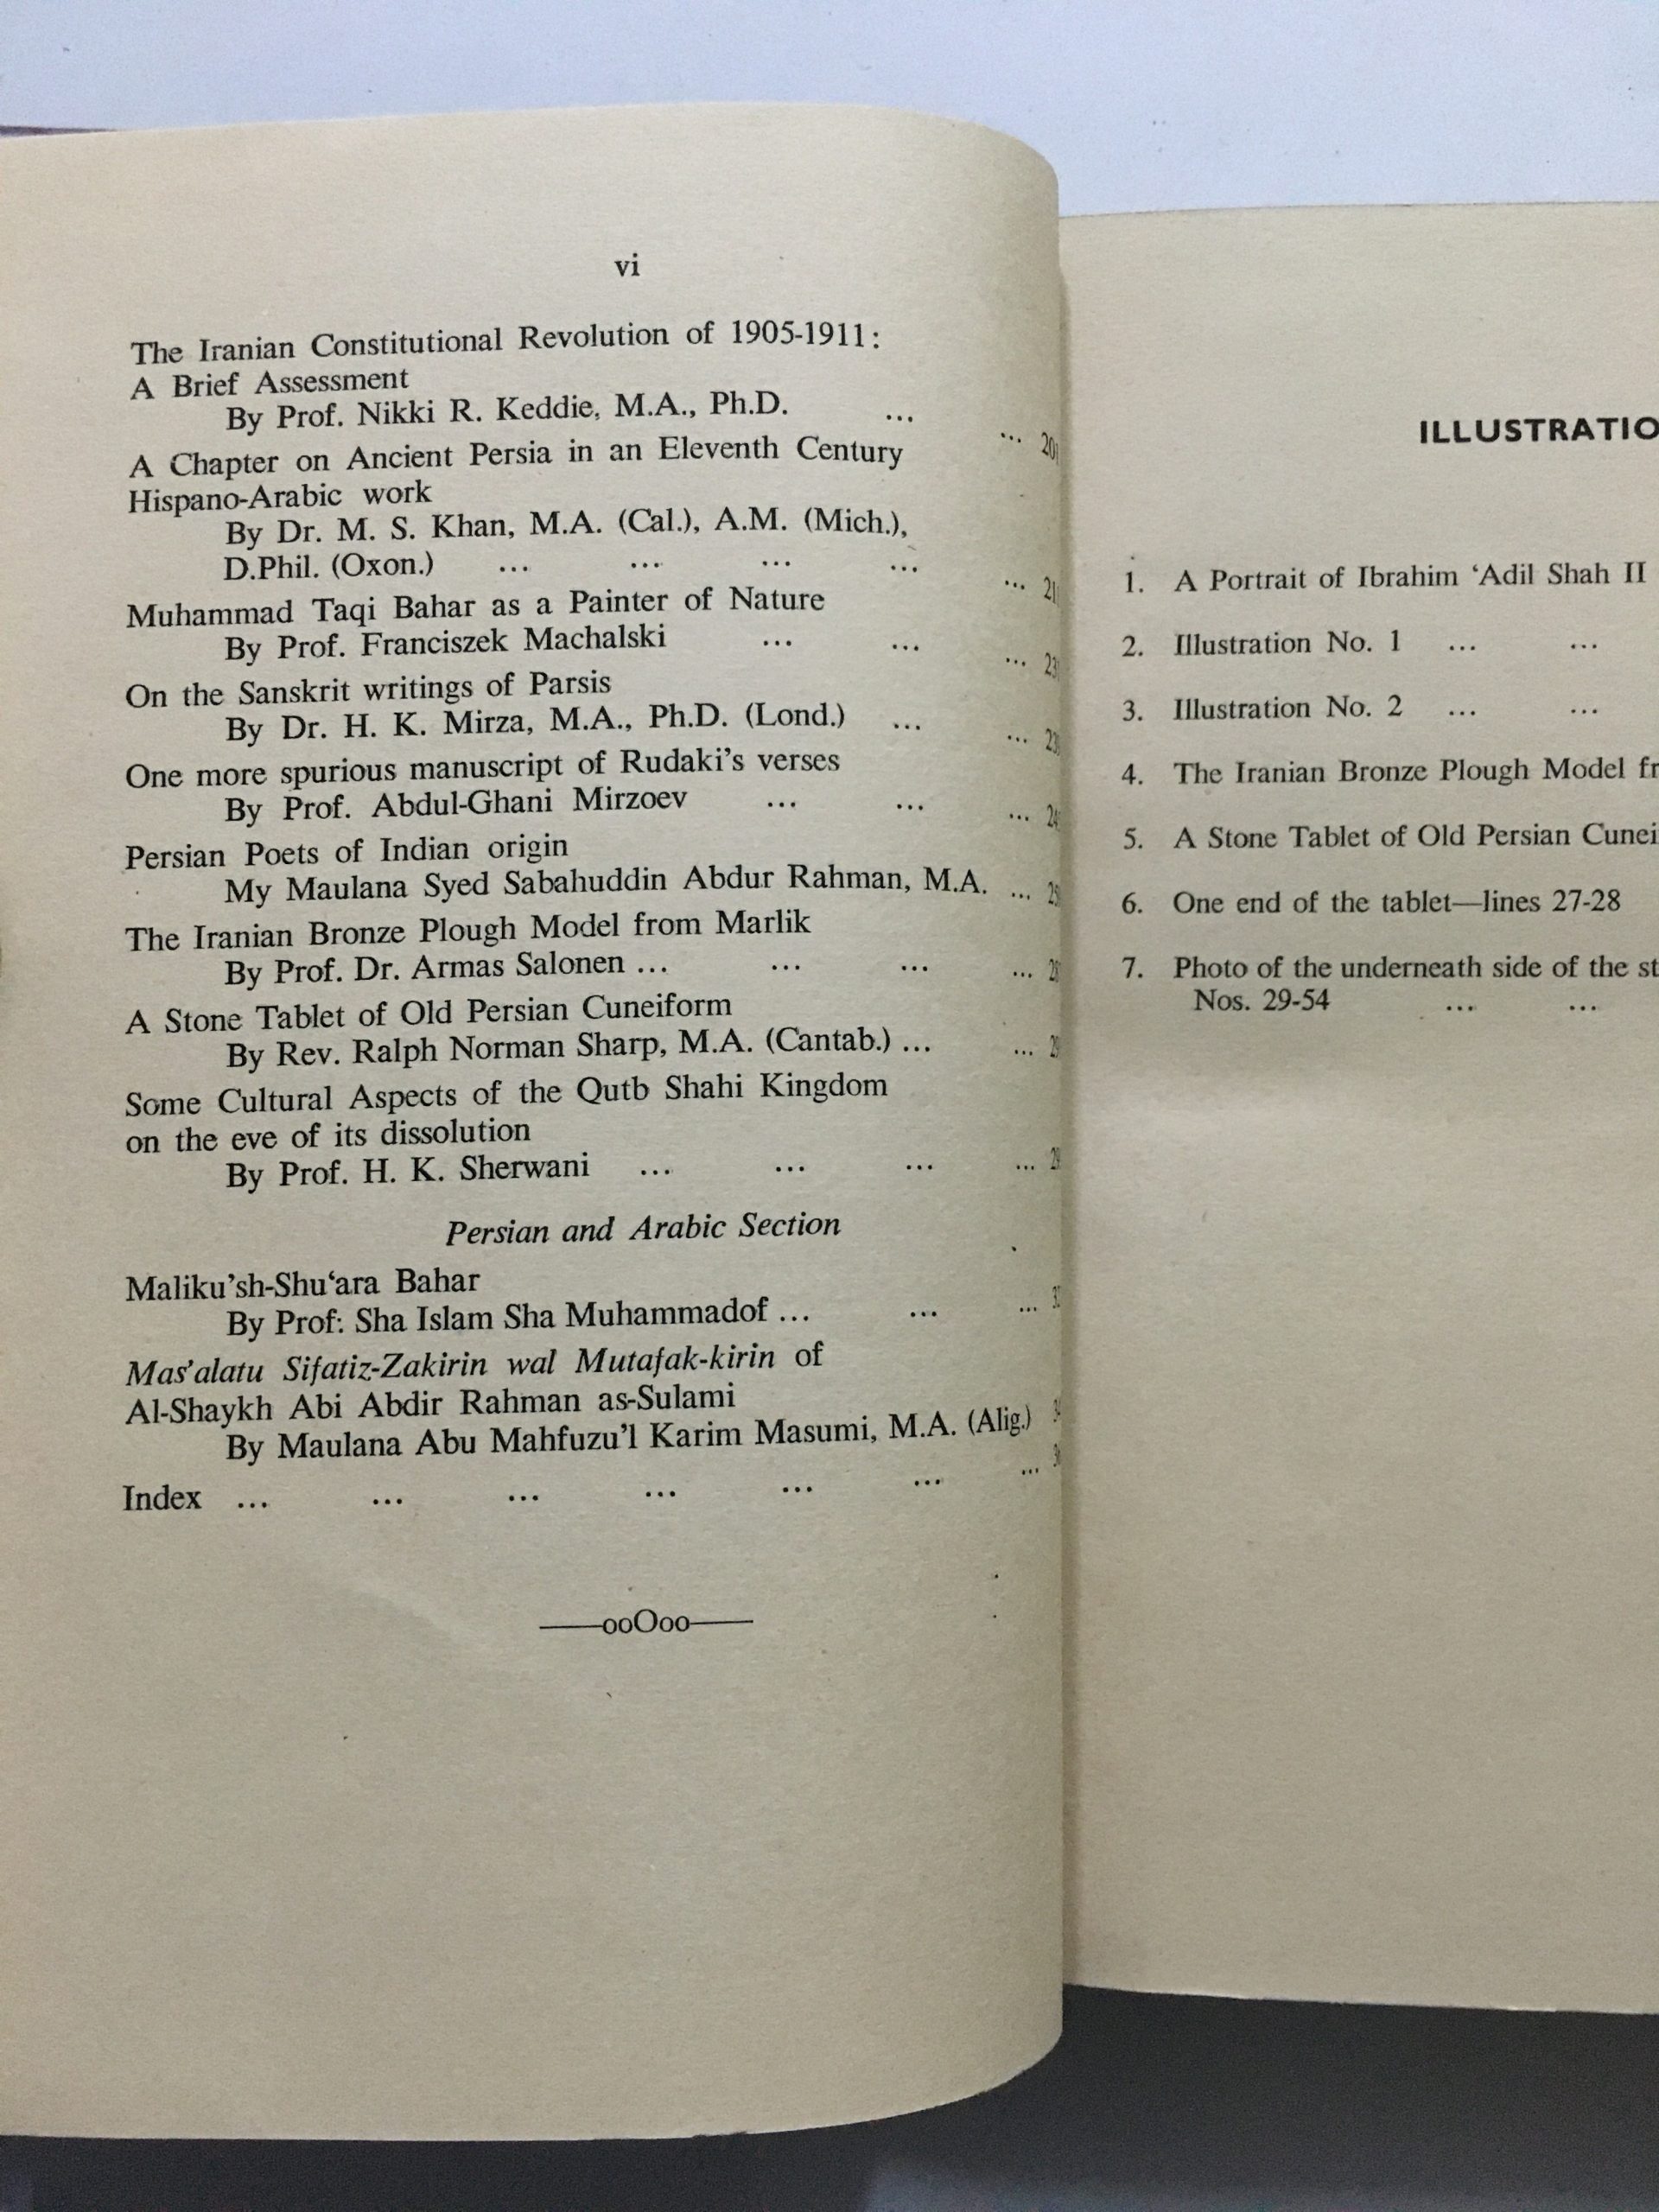 vi
The Iranian Constitutional Revolution of 1905-1911:
A Brief Assessment
By Prof. Nikki R. Keddie, M.A., Ph.D. ... ...
A Chapter on Ancient Persia in an Eleventh Century
Hispano-Arabic work
By Dr. M. S. Khan, M.A. (Cal.), A.M. (Mich.),
D.Phil. (Oxon.) ... ... ... ... ...
Muhammad Taqi Bahar as a Painter of Nature
By Prof. Franciszek Machalski ... ... ...
On the Sanskrit writings of Parsis
By Dr. H. K. Mirza, M.A., Ph.D. (Lond.) ... ...
One more spurious manuscript of Rudaki's verses
By Prof. Abdul-Ghani Mirzoev ... ... ...
Persian Poets of Indian origin
My Maulana Syed Sabahuddin Abdur Rahman, M.A. ...
The Iranian Bronze Plough Model from Marlik
By Prof. Dr. Armas Salonen ... ... ... ...
A Stone Tablet of Old Persian Cuneiform
By Rev. Ralph Norman Sharp, M.A. (Cantab.) ... ...
Some Cultural Aspects of the Qutb Shahi Kingdom
on the eve of its dissolution
By Prof. H. K. Sherwani ... ... ... ...
Persian and Arabic Section
Maliku'sh-Shu‘ara Bahar
By Prof: Sha Islam Sha Muhammadof ... ... ...
Mas'alatu Sifatiz-Zakirin wal Mutafak-kirin of
Al-Shaykh Abi Abdir Rahman as-Sulami
By Maulana Abu Mahfuzu'l Karim Masumi, M.A. (Alig.)
Index ... ... ... ... ... ... ...
——ooOoo——
ILLUSTRATIO
1. A Portrait of Ibrahim ‘Adil Shah II
2. Illustration No. 1 ... ...
3. Illustration No. 2 ... ...
4. The Iranian Bronze Plough Model fr
5. A Stone Tablet of Old Persian Cunei
6. One end of the tablet—lines 27-28
7. Photo of the underneath side of the st
Nos. 29-54 ... ...